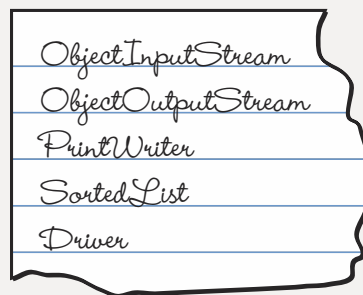 ObjectInputStream
ObjectOutputStream
PrintWriter
SortedList
Driver